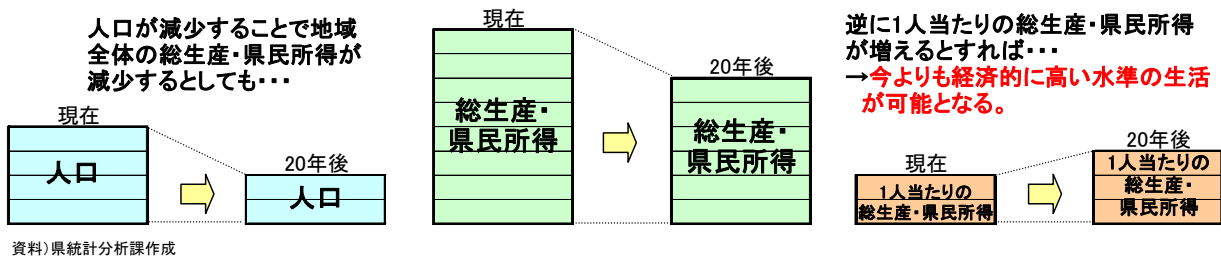 人口が減少することで地域
全体の総生産・県民所得が
減少するとしても・・・
現在
人口
20年後
人口
現在
総生産・
県民所得
20年後
総生産・
県民所得
逆に1人当たりの総生産・県民所得
が増えるとすれば・・・
→今よりも経済的に高い水準の生活
が可能となる。
現在
1人当たりの
総生産・県民所得
20年後
1人当たりの
総生産・
県民所得
資料）県統計分析課作成